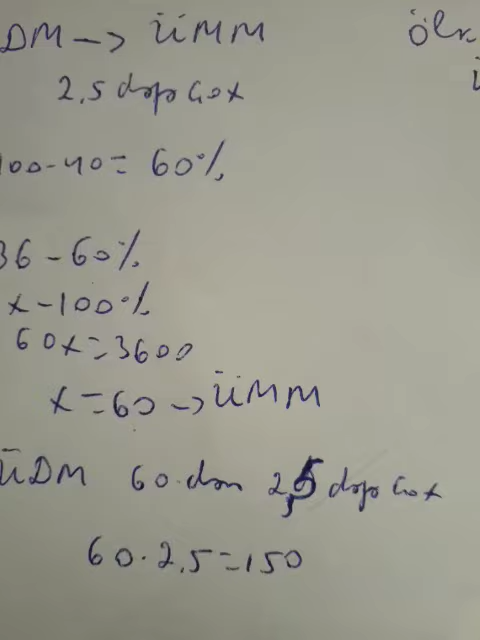 DM → ÜMM
2,5 dəfə çox
100-40=60%
36-60%
x-100%
60x=3600
x=60→ÜMM
ÜDM 60.dan 2,5 dəfə çox
60·2,5=150